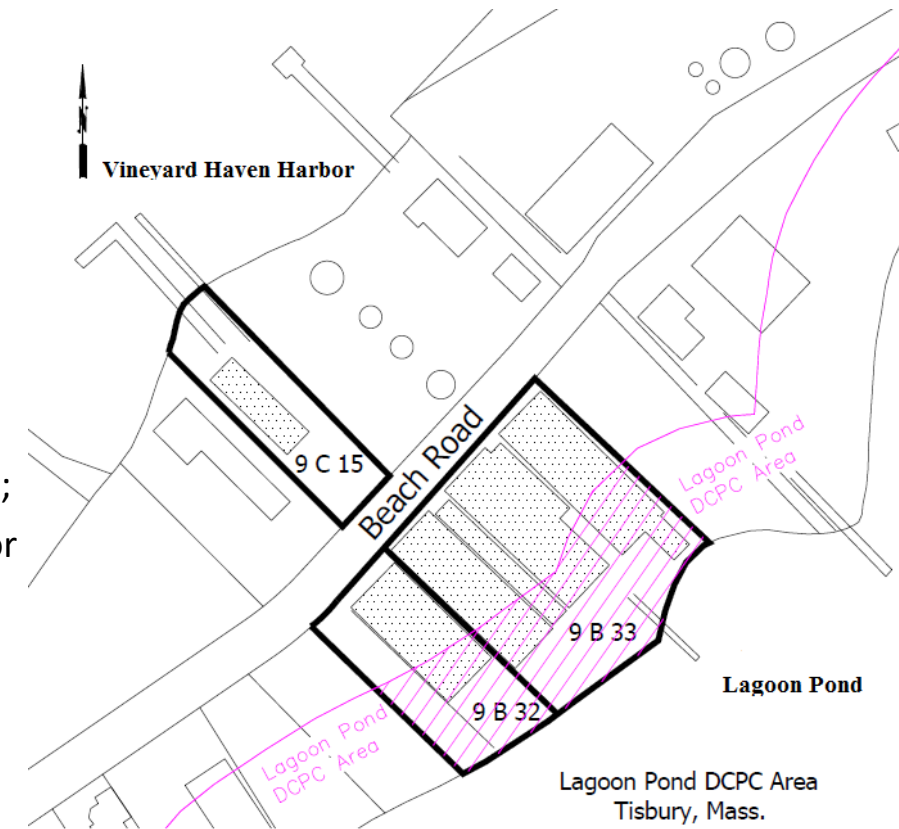 N
Vineyard Haven Harbor
9 C 15
Beach Road
;
or
Lagoon Pond
DCPC Area
9 B 33
9 B 32
Lagoon Pond
Lagoon Pond
DCPC Area
Lagoon Pond DCPC Area
Tisbury, Mass.